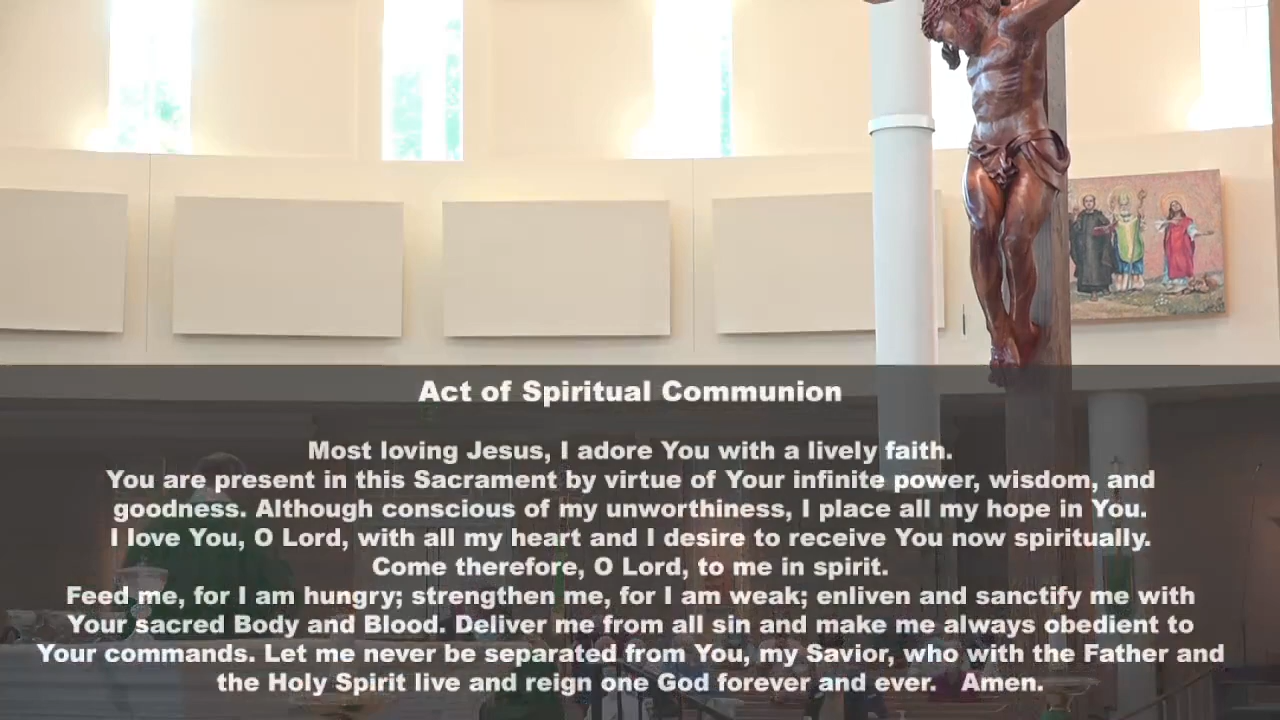 Act of Spiritual Communion
Most loving Jesus, I adore You with a lively faith.
You are present in this Sacrament by virtue of Your infinite power, wisdom, and
goodness. Although conscious of my unworthiness, I place all my hope in You.
I love You, O Lord, with all my heart and I desire to receive You now spiritually.
Come therefore, O Lord, to me in spirit.
Feed me, for I am hungry; strengthen me, for I am weak; enliven and sanctify me with
Your sacred Body and Blood. Deliver me from all sin and make me always obedient to
Your commands. Let me never be separated from You, my Savior, who with the Father and
the Holy Spirit live and reign one God forever and ever. Amen.